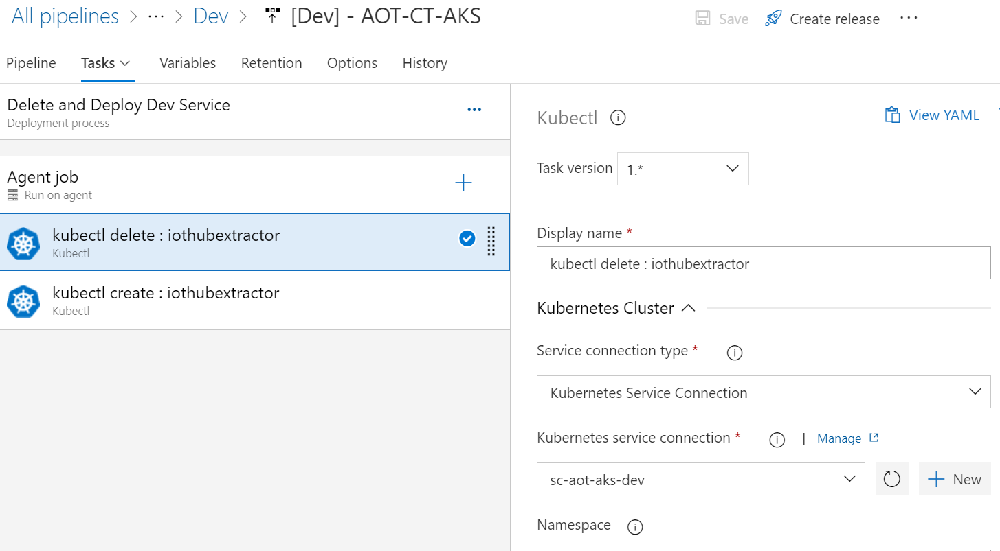 All pipelines > ... > Dev > [Dev] - AOT-CT-AKS
Save Create release ...
Pipeline Tasks Variables Retention Options History
Delete and Deploy Dev Service
Deployment process
Agent job
Run on agent
kubectl delete : iothubextractor
Kubectl
kubectl create : iothubextractor
Kubectl
Kubectl
View YAML
Task version 1.*
Display name *
kubectl delete : iothubextractor
Kubernetes Cluster
Service connection type *
Kubernetes Service Connection
Kubernetes service connection * | Manage
sc-aot-aks-dev
New
Namespace